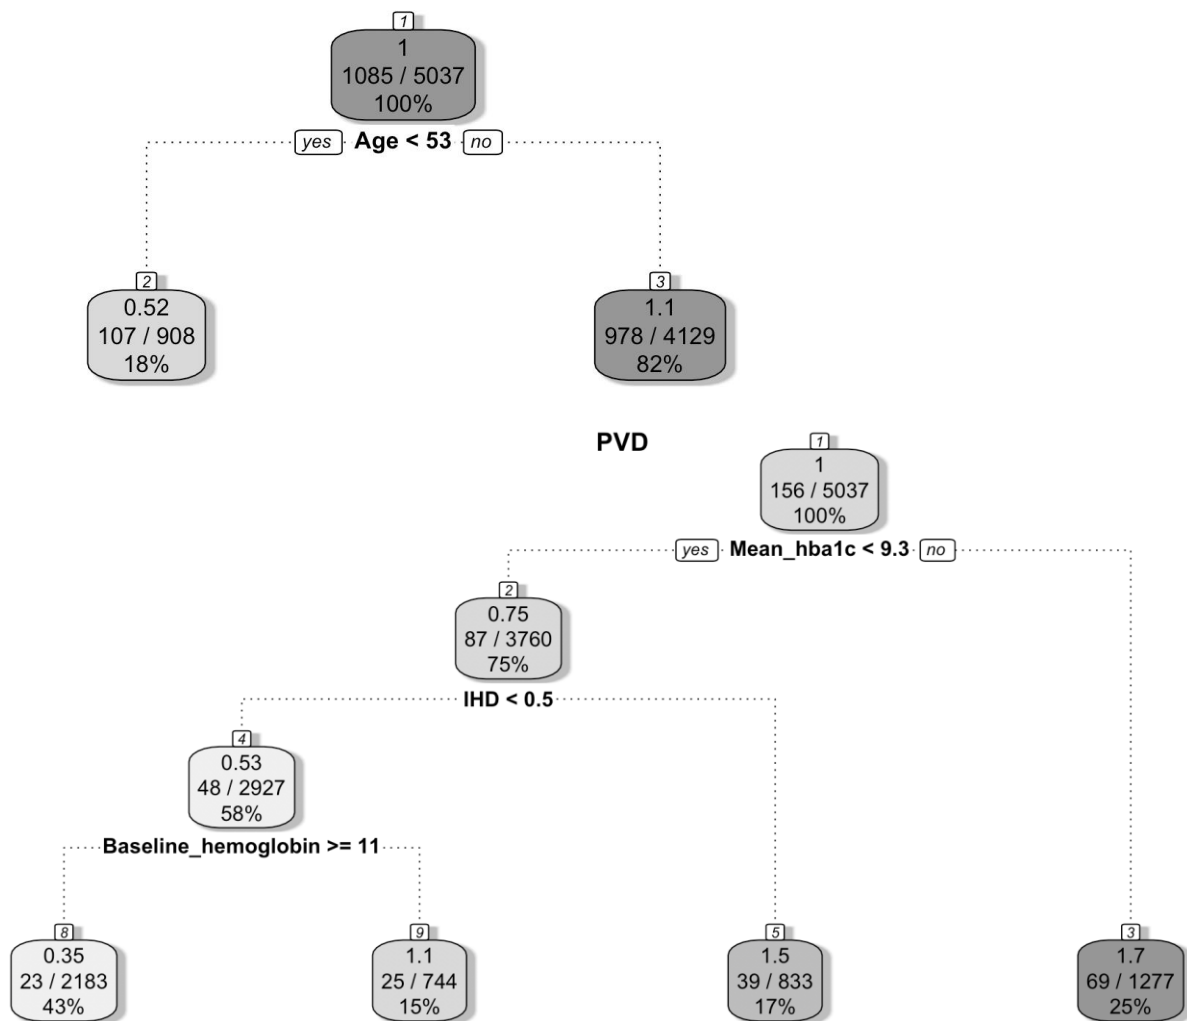 1
1
1085 / 5037
100%
yes Age < 53 no
2
0.52
107 / 908
18%
3
1.1
978 / 4129
82%
PVD
1
1
156 / 5037
100%
yes Mean_hba1c < 9.3 no
2
0.75
87 / 3760
75%
IHD < 0.5
4
0.53
48 / 2927
58%
Baseline_hemoglobin >= 11
8
0.35
23 / 2183
43%
9
1.1
25 / 744
15%
5
1.5
39 / 833
17%
3
1.7
69 / 1277
25%